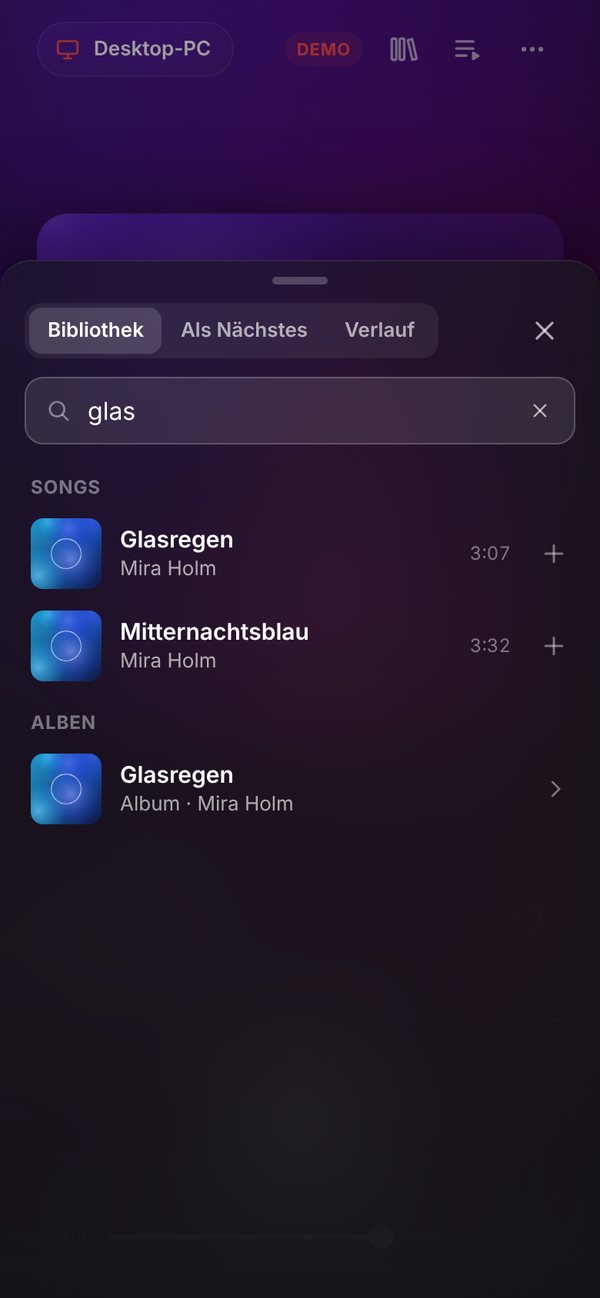 Desktop-PC
DEMO
Bibliothek
Als Nächstes
Verlauf
glas
SONGS
Glasregen
Mira Holm
3:07
Mitternachtsblau
Mira Holm
3:32
ALBEN
Glasregen
Album · Mira Holm